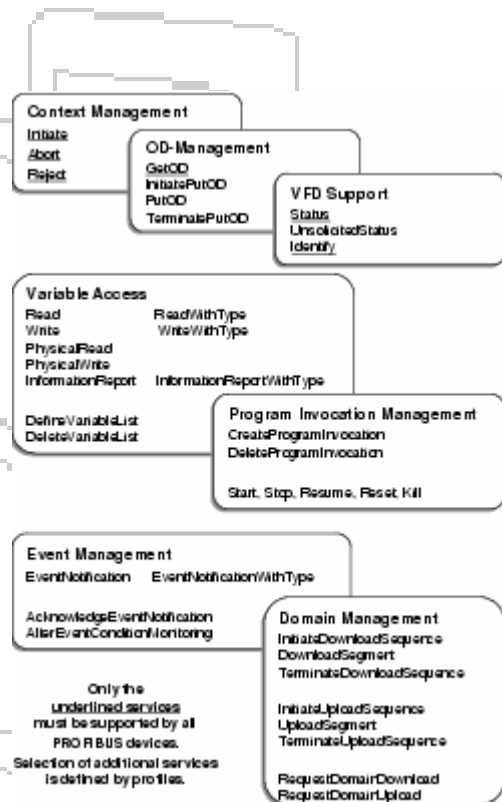 Context Management
Initiate
Abort
Reject
OD-Management
GetOD
InitiatePutOD
PutOD
TerminatePutOD
VFD Support
Status
UnsolicitedStatus
Identify
Variable Access
Read ReadWithType
Write WriteWithType
PhysicalRead
PhysicalWrite
InformationReport InformationReportWithType
DefineVariableList
DeleteVariableList
Program Invocation Management
CreateProgramInvocation
DeleteProgramInvocation
Start, Stop, Resume, Reset, Kill
Event Management
EventNotification EventNotificationWithType
AcknowledgeEventNotification
AlterEventConditionMonitoring
Domain Management
InitiateDownloadSequence
DownloadSegment
TerminateDownloadSequence
InitiateUploadSequence
UploadSegment
TerminateUploadSequence
RequestDomainDownload
RequestDomainUpload
Only the
underlined services
must be supported by all
PROFIBUS devices.
Selection of additional services
is defined by profiles.